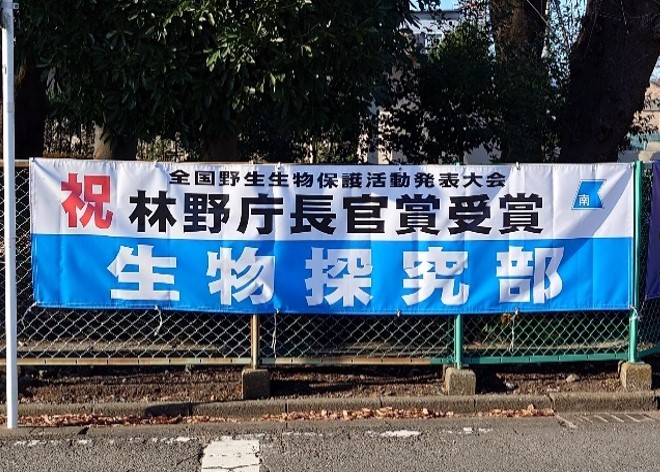 全国野生生物保護活動発表大会
祝 林野庁長官賞受賞
南
生物探究部